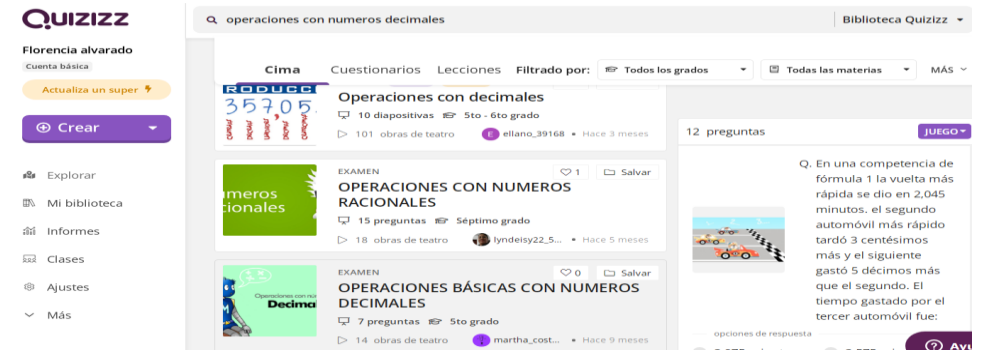 Quizizz
Florencia alvarado
Cuenta básica
Actualiza un super
Crear
Explorar
Mi biblioteca
Informes
Clases
Ajustes
Más
operaciones con numeros decimales
Biblioteca Quizizz
Cima Cuestionarios Lecciones Filtrado por: Todos los grados Todas las materias MÁS
35705
Operaciones con decimales
10 diapositivas 5to - 6to grado
101 obras de teatro E ellano_39168 • Hace 3 meses
EXAMEN 1 Salvar
OPERACIONES CON NUMEROS
RACIONALES
15 preguntas Séptimo grado
18 obras de teatro lyndeisy22_5... • Hace 5 meses
EXAMEN 0 Salvar
OPERACIONES BÁSICAS CON NUMEROS
DECIMALES
7 preguntas 5to grado
14 obras de teatro martha_cost... • Hace 9 meses
12 preguntas JUEGO
Q. En una competencia de
fórmula 1 la vuelta más
rápida se dio en 2,045
minutos. el segundo
automóvil más rápido
tardó 3 centésimos
más y el siguiente
gastó 5 décimos más
que el segundo. El
tiempo gastado por el
tercer automóvil fue:
opciones de respuesta